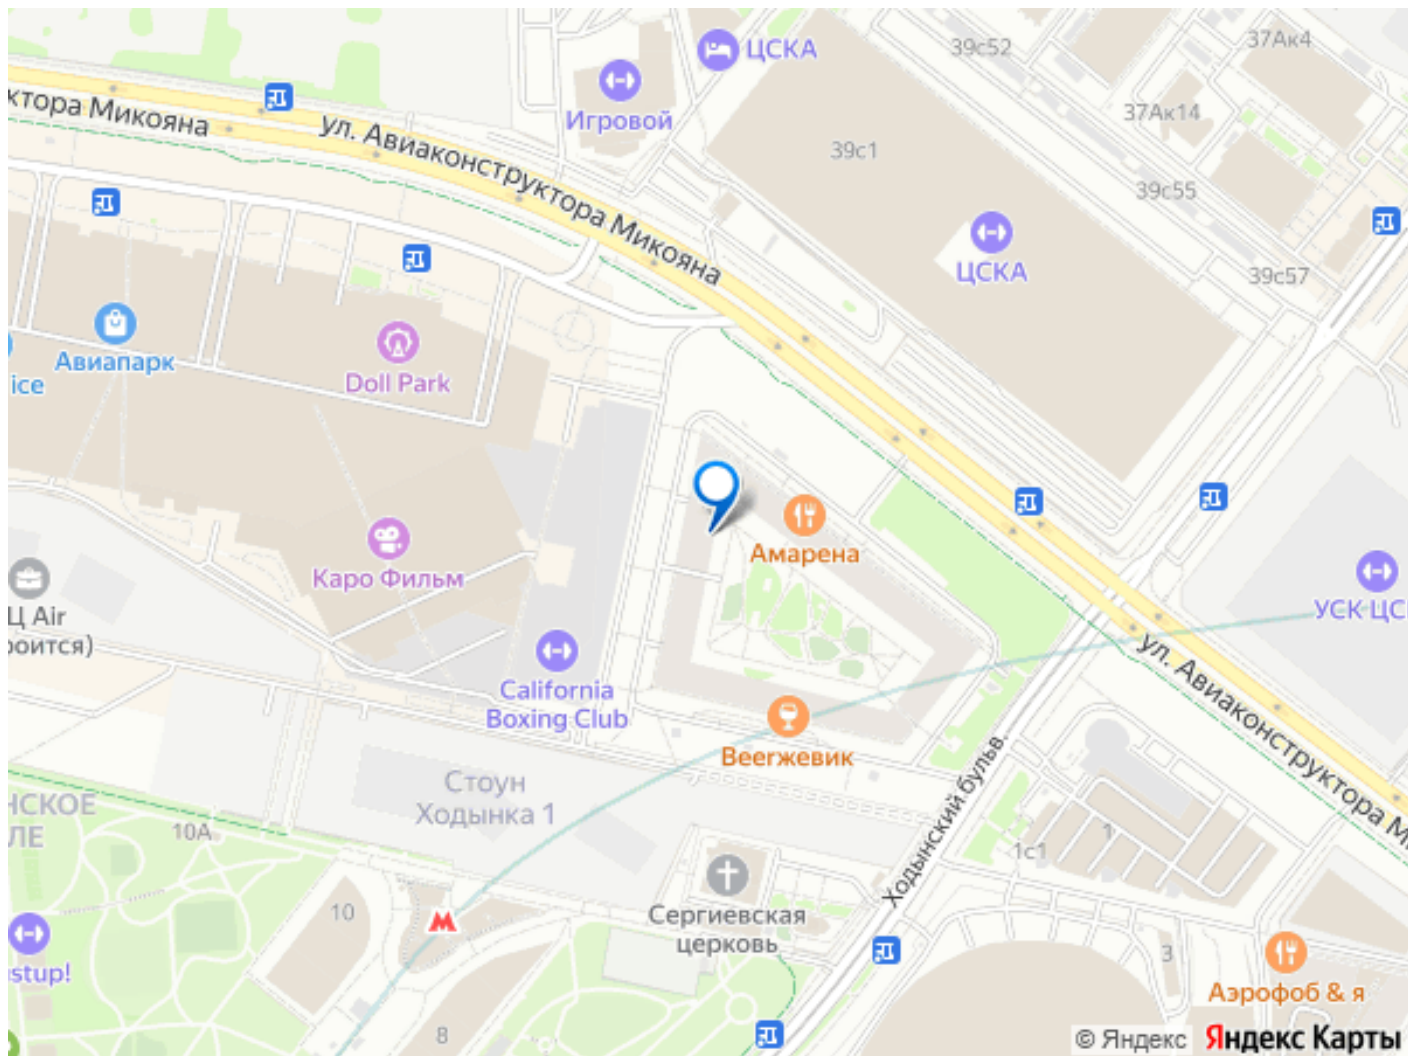 ЦСКА
39с52
37Ак4
ктора Микояна
ул. Авиаконструктора Микояна
Игровой
37Ак14
39с1
39с55
ЦСКА
39с57
Авиапарк
ice
Doll Park
Амарена
Каро Фильм
Ц Air
роится)
УСК ЦС
ул. Авиаконструктора М
California
Boxing Club
Beerжевик
Стоун
Ходынка 1
НСКОЕ
ЛЕ
10А
Ходынский бульв.
1
1с1
10
Сергиевская
церковь
stup!
3
Аэрофоб & я
8
© Яндекс Яндекс Карты